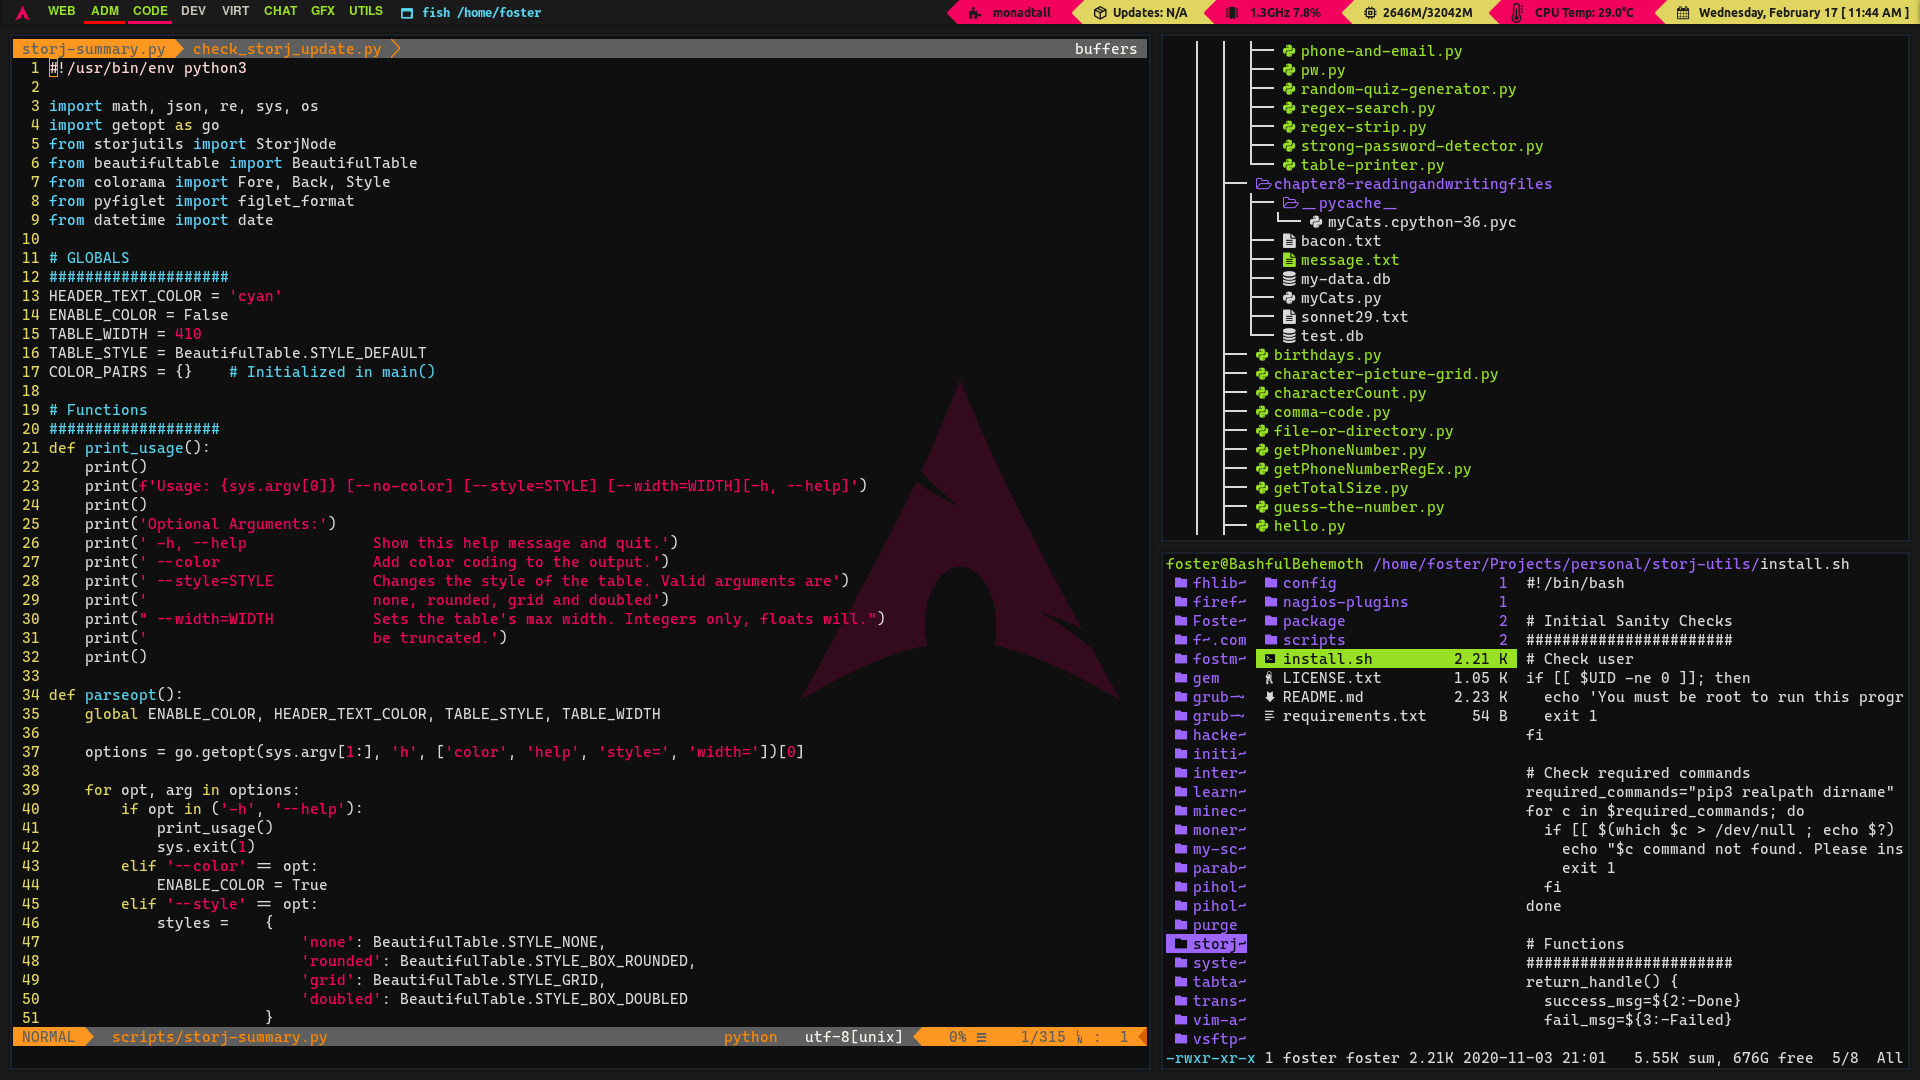 WEB ADM CODE DEV VIRT CHAT GFX UTILS fish /home/foster
monadtall Updates: N/A 1.3GHz 7.8% 2646M/32042M CPU Temp: 29.0°C Wednesday, February 17 [ 11:44 AM ]
storj-summary.py check_storj_update.py buffers
1 #!/usr/bin/env python3
2
3 import math, json, re, sys, os
4 import getopt as go
5 from storjutils import StorjNode
6 from beautifultable import BeautifulTable
7 from colorama import Fore, Back, Style
8 from pyfiglet import figlet_format
9 from datetime import date
10
11 # GLOBALS
12 ####################
13 HEADER_TEXT_COLOR = 'cyan'
14 ENABLE_COLOR = False
15 TABLE_WIDTH = 410
16 TABLE_STYLE = BeautifulTable.STYLE_DEFAULT
17 COLOR_PAIRS = {}    # Initialized in main()
18
19 # Functions
20 ###################
21 def print_usage():
22     print()
23     print(f'Usage: {sys.argv[0]} [--no-color] [--style=STYLE] [--width=WIDTH][-h, --help]')
24     print()
25     print('Optional Arguments:')
26     print(' -h, --help              Show this help message and quit.')
27     print(' --color                 Add color coding to the output.')
28     print(' --style=STYLE           Changes the style of the table. Valid arguments are')
29     print('                         none, rounded, grid and doubled')
30     print(" --width=WIDTH           Sets the table's max width. Integers only, floats will.")
31     print('                         be truncated.')
32     print()
33
34 def parseopt():
35     global ENABLE_COLOR, HEADER_TEXT_COLOR, TABLE_STYLE, TABLE_WIDTH
36
37     options = go.getopt(sys.argv[1:], 'h', ['color', 'help', 'style=', 'width='])[0]
38
39     for opt, arg in options:
40         if opt in ('-h', '--help'):
41             print_usage()
42             sys.exit(1)
43         elif '--color' == opt:
44             ENABLE_COLOR = True
45         elif '--style' == opt:
46             styles =    {
47                             'none': BeautifulTable.STYLE_NONE,
48                             'rounded': BeautifulTable.STYLE_BOX_ROUNDED,
49                             'grid': BeautifulTable.STYLE_GRID,
50                             'doubled': BeautifulTable.STYLE_BOX_DOUBLED
51                         }
NORMAL scripts/storj-summary.py python utf-8[unix] 0% ☰ 1/315 ㏑ : 1
phone-and-email.py
pw.py
random-quiz-generator.py
regex-search.py
regex-strip.py
strong-password-detector.py
table-printer.py
chapter8-readingandwritingfiles
__pycache__
myCats.cpython-36.pyc
bacon.txt
message.txt
my-data.db
myCats.py
sonnet29.txt
test.db
birthdays.py
character-picture-grid.py
characterCount.py
comma-code.py
file-or-directory.py
getPhoneNumber.py
getPhoneNumberRegEx.py
getTotalSize.py
guess-the-number.py
hello.py
foster@BashfulBehemoth /home/foster/Projects/personal/storj-utils/install.sh
fhlib~ config 1 #!/bin/bash
firef~ nagios-plugins 1
Foste~ package 2 # Initial Sanity Checks
f~.com scripts 2 #######################
fostm~ install.sh 2.21 K # Check user
gem LICENSE.txt 1.05 K if [[ $UID -ne 0 ]]; then
grub-~ README.md 2.23 K echo 'You must be root to run this progr
grub-~ requirements.txt 54 B exit 1
hacke~ fi
initi~
inter~ # Check required commands
learn~ required_commands="pip3 realpath dirname"
minec~ for c in $required_commands; do
moner~ if [[ $(which $c > /dev/null ; echo $?)
my-sc~ echo "$c command not found. Please ins
parab~ exit 1
pihol~ fi
pihol~ done
purge
storj~ # Functions
syste~ #######################
tabta~ return_handle() {
trans~ success_msg=${2:-Done}
vim-a~ fail_msg=${3:-Failed}
vsftp~
-rwxr-xr-x 1 foster foster 2.21K 2020-11-03 21:01 5.55K sum, 676G free 5/8 All